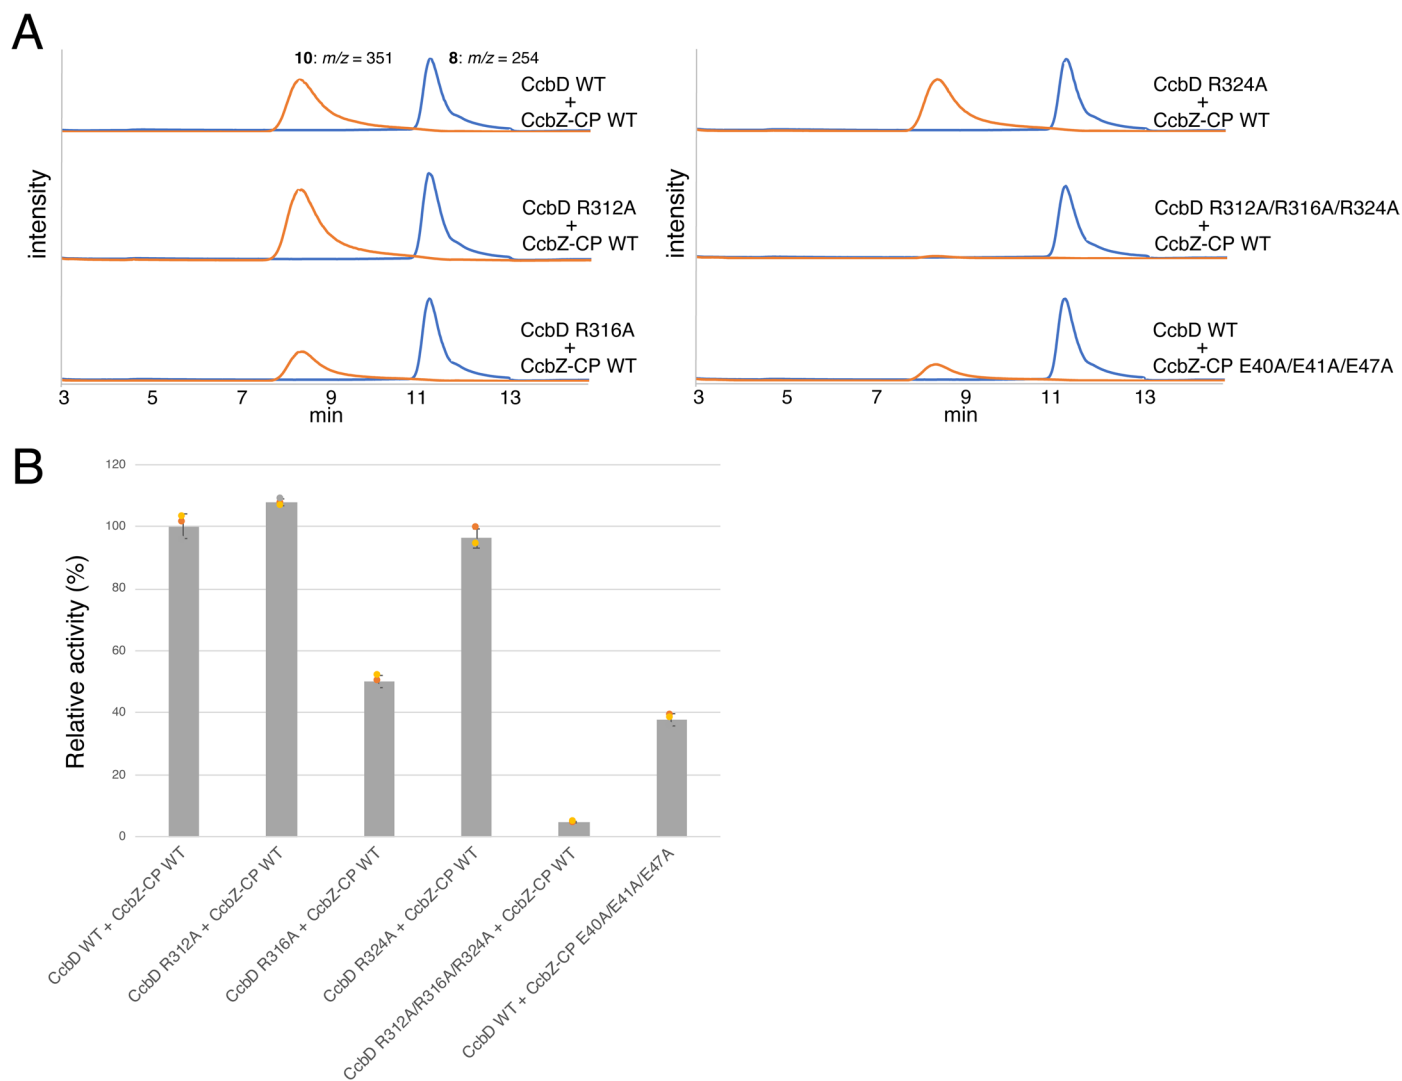 A
10: m/z = 351
8: m/z = 254
CcbD WT
+
CcbZ-CP WT
CcbD R312A
+
CcbZ-CP WT
CcbD R316A
+
CcbZ-CP WT
intensity
3 5 7 9 11 13
min
CcbD R324A
+
CcbZ-CP WT
CcbD R312A/R316A/R324A
+
CcbZ-CP WT
CcbD WT
+
CcbZ-CP E40A/E41A/E47A
intensity
3 5 7 9 11 13
min
B
Relative activity (%)
120
100
80
60
40
20
0
CcbD WT + CcbZ-CP WT
CcbD R312A + CcbZ-CP WT
CcbD R316A + CcbZ-CP WT
CcbD R324A + CcbZ-CP WT
CcbD R312A/R316A/R324A + CcbZ-CP WT
CcbD WT + CcbZ-CP E40A/E41A/E47A